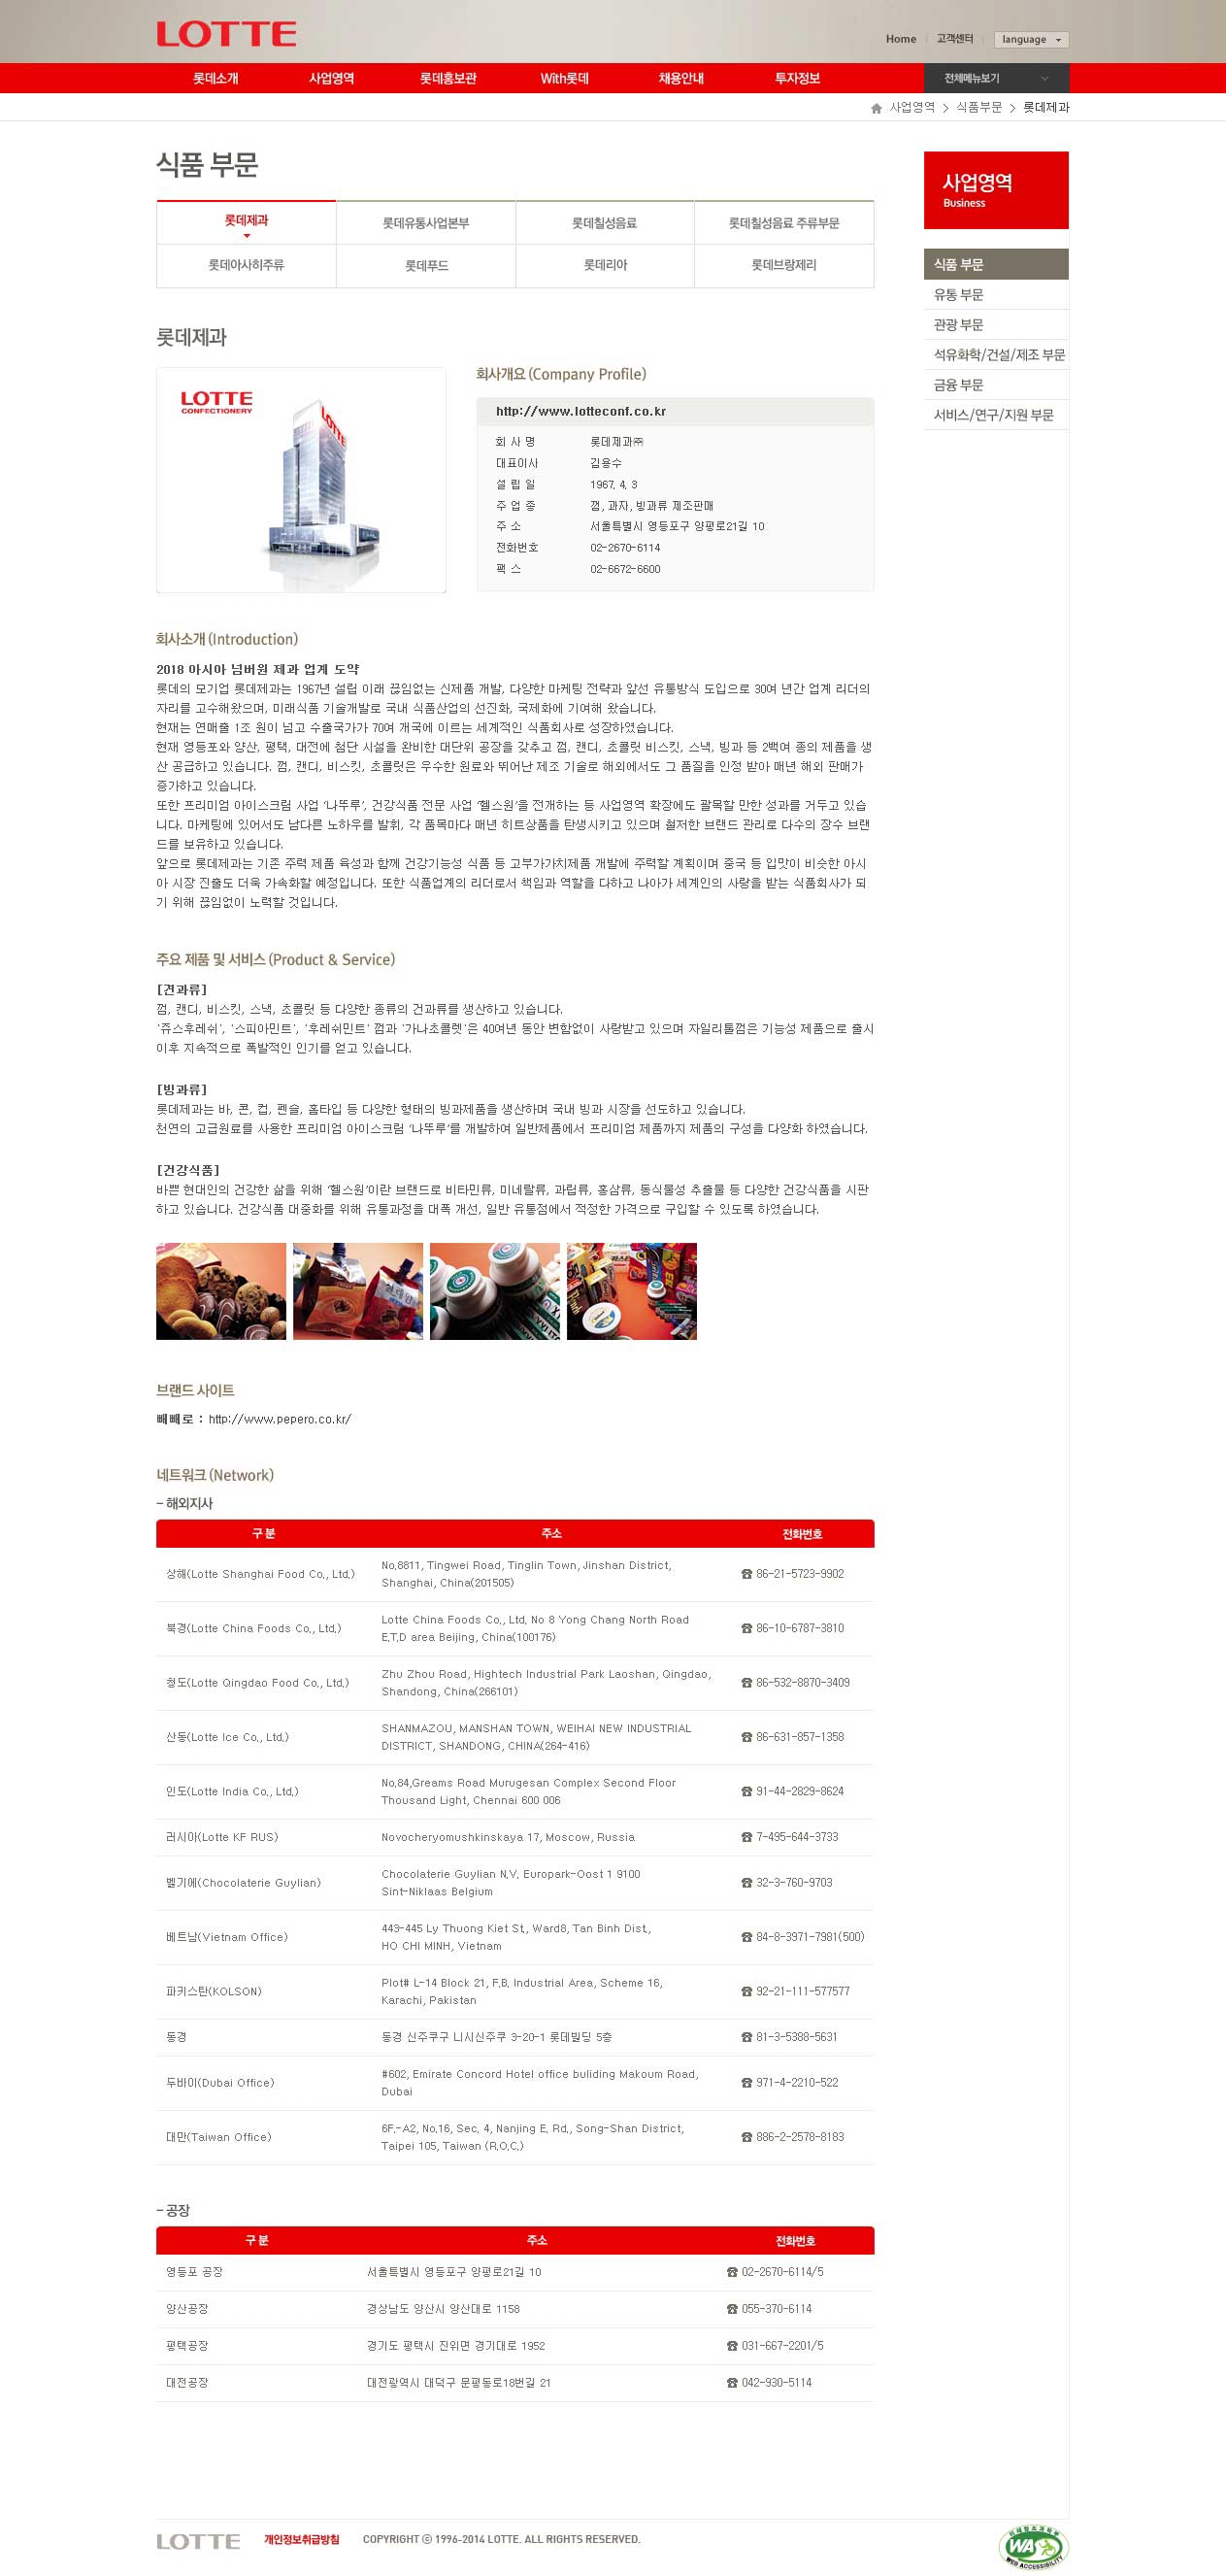 LOTTE
Home
고객센터
language
롯데소개
사업영역
롯데홍보관
With롯데
채용안내
투자정보
전체메뉴보기
사업영역 > 식품부문 > 롯데제과
식품 부문
롯데제과
롯데유통사업본부
롯데칠성음료
롯데칠성음료 주류부문
롯데아사히주류
롯데푸드
롯데리아
롯데브랑제리
사업영역
Business
식품 부문
유통 부문
관광 부문
석유화학/건설/제조 부문
금융 부문
서비스/연구/지원 부문
롯데제과
LOTTE
CONFECTIONERY
LOTTE
회사개요 (Company Profile)
http://www.lotteconf.co.kr
회 사 명 롯데제과㈜
대표이사 김용수
설 립 일 1967. 4. 3
주 업 종 껌, 과자, 빙과류 제조판매
주 소 서울특별시 영등포구 양평로21길 10
전화번호 02-2670-6114
팩 스 02-6672-6600
회사소개 (Introduction)
2018 아시아 넘버원 제과 업계 도약
롯데의 모기업 롯데제과는 1967년 설립 이래 끊임없는 신제품 개발, 다양한 마케팅 전략과 앞선 유통방식 도입으로 30여 년간 업계 리더의
자리를 고수해왔으며, 미래식품 기술개발로 국내 식품산업의 선진화, 국제화에 기여해 왔습니다.
현재는 연매출 1조 원이 넘고 수출국가가 70여 개국에 이르는 세계적인 식품회사로 성장하였습니다.
현재 영등포와 양산, 평택, 대전에 첨단 시설을 완비한 대단위 공장을 갖추고 껌, 캔디, 초콜릿 비스킷, 스낵, 빙과 등 2백여 종의 제품을 생
산 공급하고 있습니다. 껌, 캔디, 비스킷, 초콜릿은 우수한 원료와 뛰어난 제조 기술로 해외에서도 그 품질을 인정 받아 매년 해외 판매가
증가하고 있습니다.
또한 프리미엄 아이스크림 사업 ‘나뚜루’, 건강식품 전문 사업 ‘헬스원’을 전개하는 등 사업영역 확장에도 괄목할 만한 성과를 거두고 있습
니다. 마케팅에 있어서도 남다른 노하우를 발휘, 각 품목마다 매년 히트상품을 탄생시키고 있으며 철저한 브랜드 관리로 다수의 장수 브랜
드를 보유하고 있습니다.
앞으로 롯데제과는 기존 주력 제품 육성과 함께 건강기능성 식품 등 고부가가치제품 개발에 주력할 계획이며 중국 등 입맛이 비슷한 아시
아 시장 진출도 더욱 가속화할 예정입니다. 또한 식품업계의 리더로서 책임과 역할을 다하고 나아가 세계인의 사랑을 받는 식품회사가 되
기 위해 끊임없이 노력할 것입니다.
주요 제품 및 서비스 (Product & Service)
[견과류]
껌, 캔디, 비스킷, 스낵, 초콜릿 등 다양한 종류의 건과류를 생산하고 있습니다.
'쥬스후레쉬', '스피아민트', '후레쉬민트' 껌과 '가나초콜렛'은 40여년 동안 변함없이 사랑받고 있으며 자일리톨껌은 기능성 제품으로 출시
이후 지속적으로 폭발적인 인기를 얻고 있습니다.
[빙과류]
롯데제과는 바, 콘, 컵, 펜슬, 홈타입 등 다양한 형태의 빙과제품을 생산하며 국내 빙과 시장을 선도하고 있습니다.
천연의 고급원료를 사용한 프리미엄 아이스크림 ‘나뚜루’를 개발하여 일반제품에서 프리미엄 제품까지 제품의 구성을 다양화 하였습니다.
[건강식품]
바쁜 현대인의 건강한 삶을 위해 ‘헬스원’이란 브랜드로 비타민류, 미네랄류, 과립류, 홍삼류, 동식물성 추출물 등 다양한 건강식품을 시판
하고 있습니다. 건강식품 대중화를 위해 유통과정을 대폭 개선, 일반 유통점에서 적정한 가격으로 구입할 수 있도록 하였습니다.
브랜드 사이트
빼빼로 : http://www.pepero.co.kr/
네트워크 (Network)
- 해외지사
구 분 주소 전화번호
상해(Lotte Shanghai Food Co., Ltd.) No.8811, Tingwei Road, Tinglin Town, Jinshan District, ☎ 86-21-5723-9902
Shanghai, China(201505)
북경(Lotte China Foods Co., Ltd.) Lotte China Foods Co., Ltd. No 8 Yong Chang North Road ☎ 86-10-6787-3810
E.T.D area Beijing, China(100176)
청도(Lotte Qingdao Food Co., Ltd.) Zhu Zhou Road, Hightech Industrial Park Laoshan, Qingdao, ☎ 86-532-8870-3409
Shandong, China(266101)
산동(Lotte Ice Co., Ltd.) SHANMAZOU, MANSHAN TOWN, WEIHAI NEW INDUSTRIAL ☎ 86-631-857-1358
DISTRICT, SHANDONG, CHINA(264-416)
인도(Lotte India Co., Ltd.) No.84,Greams Road Murugesan Complex Second Floor ☎ 91-44-2829-8624
Thousand Light, Chennai 600 006
러시아(Lotte KF RUS) Novocheryomushkinskaya 17, Moscow, Russia ☎ 7-495-644-3733
벨기에(Chocolaterie Guylian) Chocolaterie Guylian N.V. Europark-Oost 1 9100 ☎ 32-3-760-9703
Sint-Niklaas Belgium
베트남(Vietnam Office) 443-445 Ly Thuong Kiet St., Ward8, Tan Binh Dist., ☎ 84-8-3971-7981(500)
HO CHI MINH, Vietnam
파키스탄(KOLSON) Plot# L-14 Block 21, F.B. Industrial Area, Scheme 16, ☎ 92-21-111-577577
Karachi, Pakistan
동경 동경 신주쿠구 니시신주쿠 3-20-1 롯데빌딩 5층 ☎ 81-3-5388-5631
두바이(Dubai Office) #602, Emirate Concord Hotel office buliding Makoum Road, ☎ 971-4-2210-522
Dubai
대만(Taiwan Office) 6F.-A2, No.16, Sec. 4, Nanjing E. Rd., Song-Shan District, ☎ 886-2-2578-8183
Taipei 105, Taiwan (R.O.C.)
- 공장
구 분 주소 전화번호
영등포 공장 서울특별시 영등포구 양평로21길 10 ☎ 02-2670-6114/5
양산공장 경상남도 양산시 양산대로 1158 ☎ 055-370-6114
평택공장 경기도 평택시 진위면 경기대로 1952 ☎ 031-667-2201/5
대전공장 대전광역시 대덕구 문평동로18번길 21 ☎ 042-930-5114
LOTTE
개인정보취급방침
COPYRIGHT ⓒ 1996-2014 LOTTE. ALL RIGHTS RESERVED.
WA
WEB ACCESSIBILITY